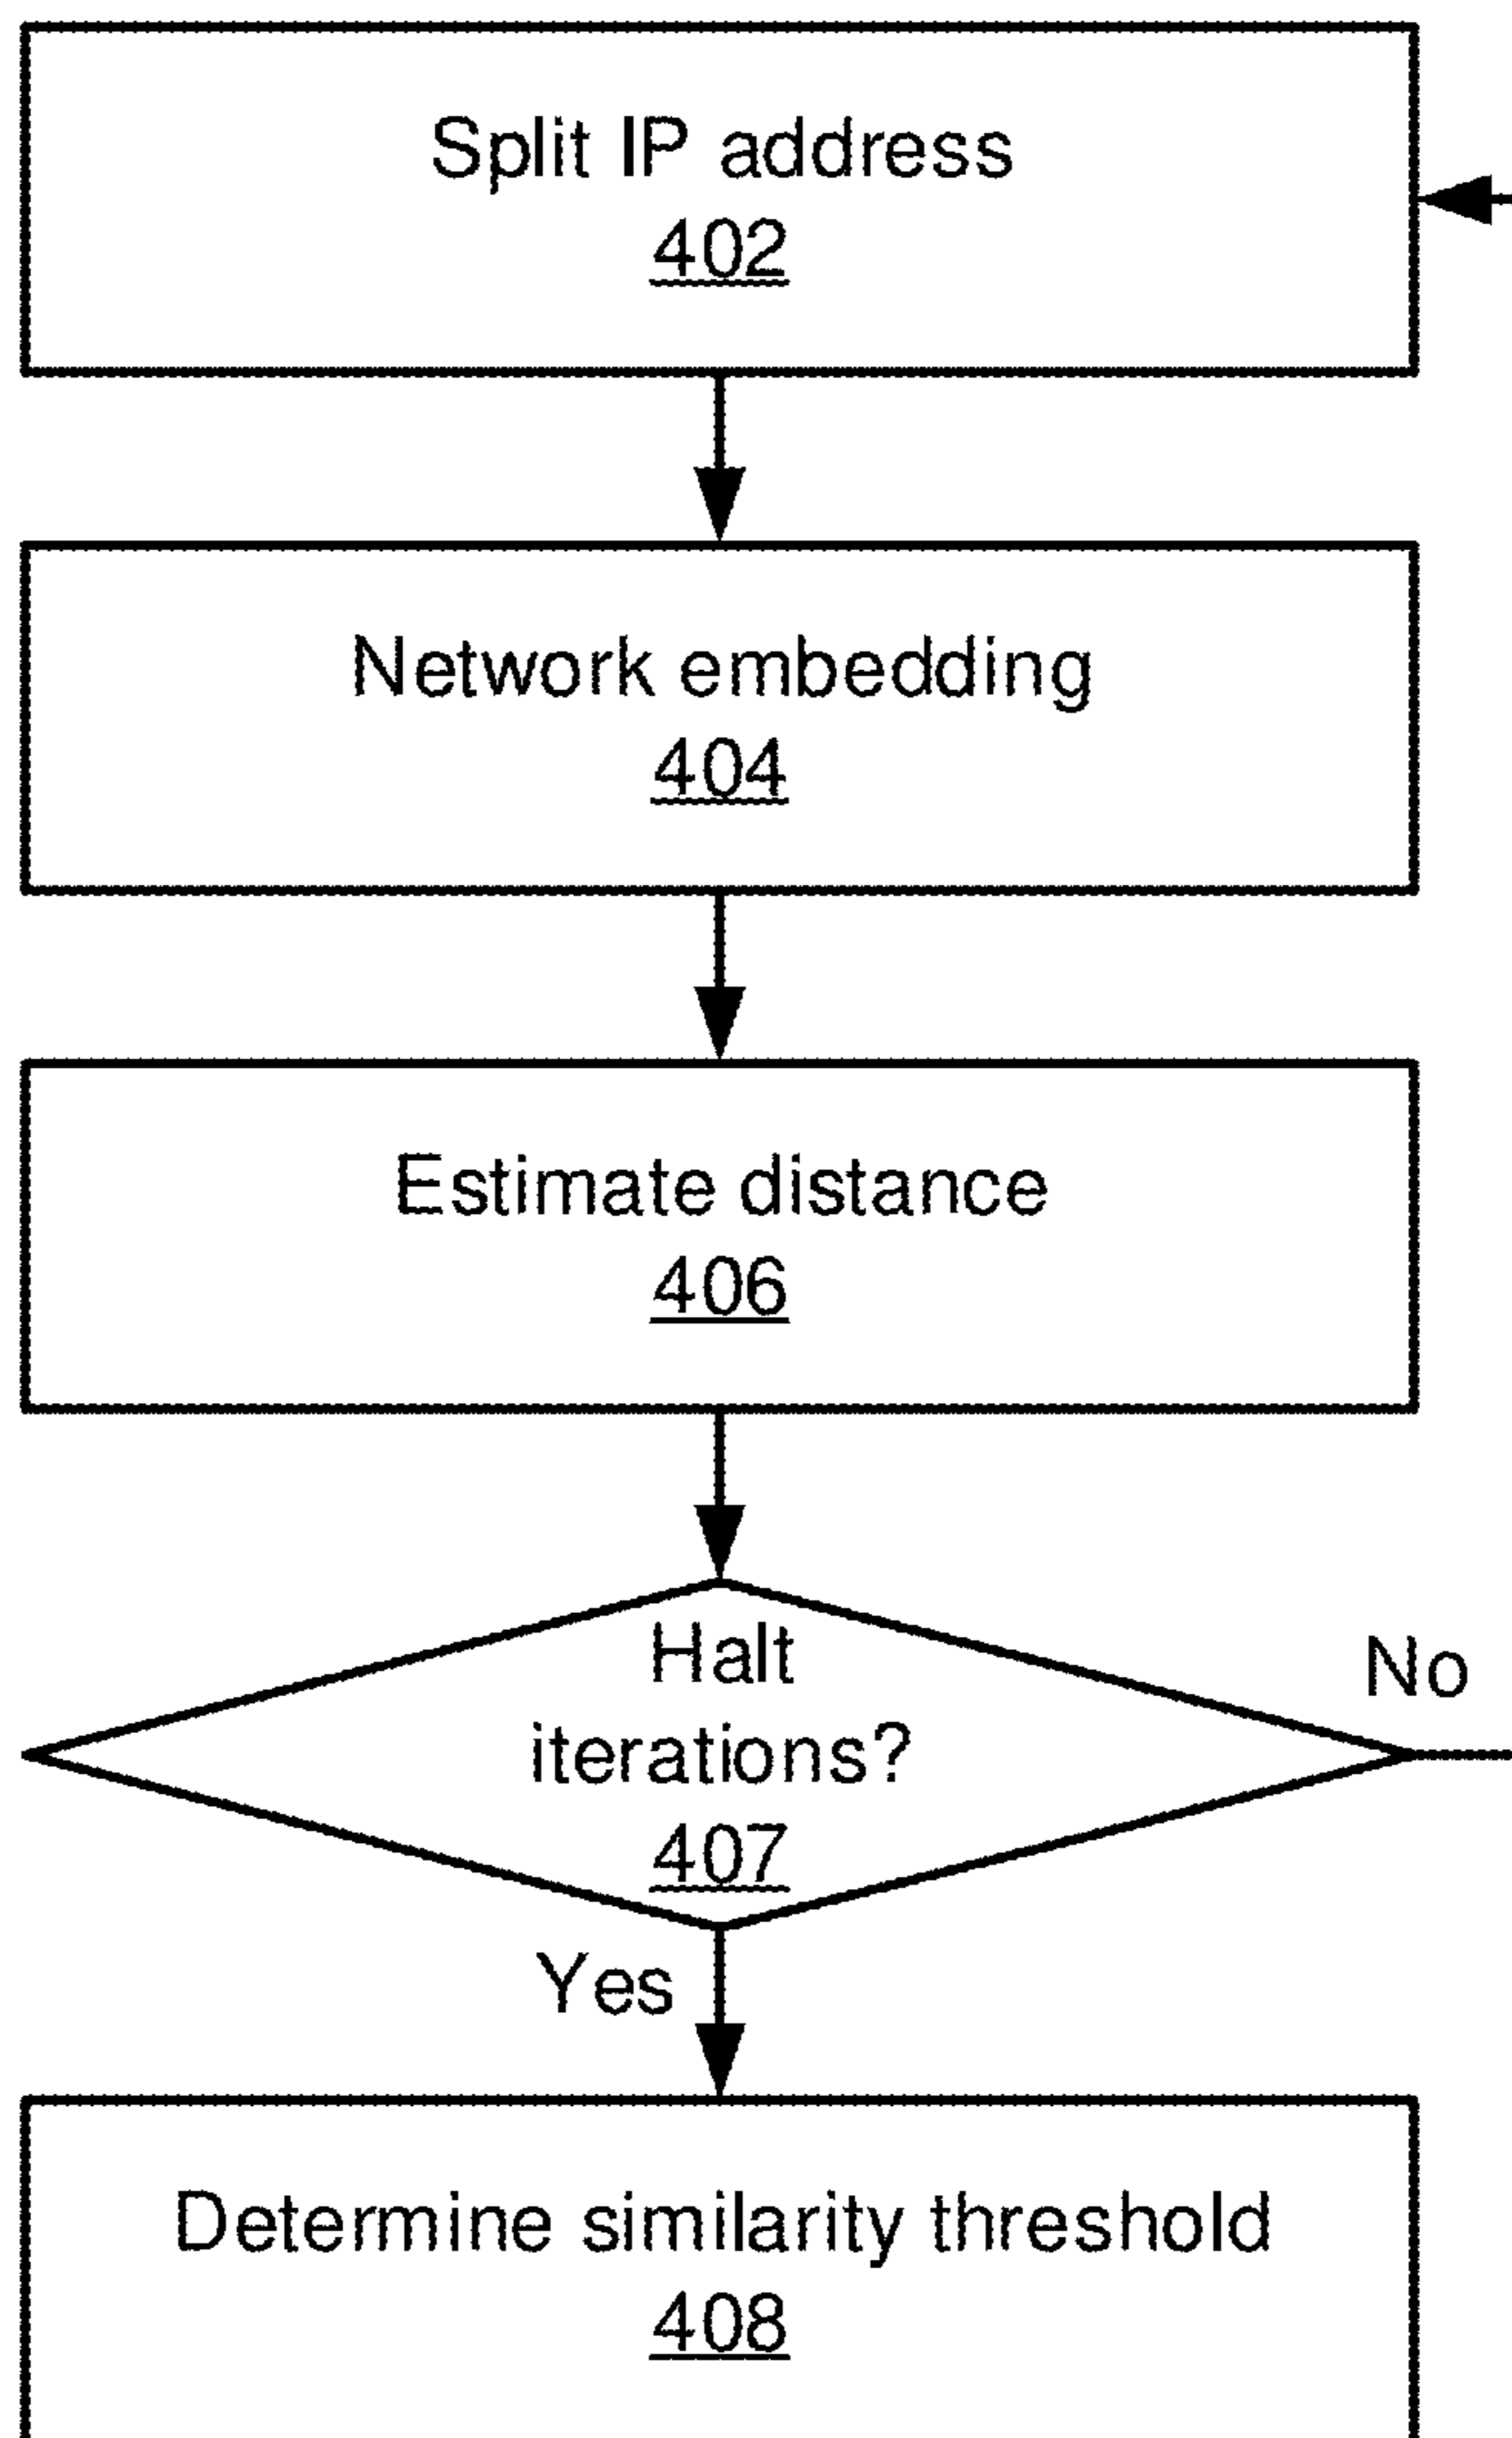 Split IP address
402
Network embedding
404
Estimate distance
406
Halt
iterations?
407
No
Yes
Determine similarity threshold
408